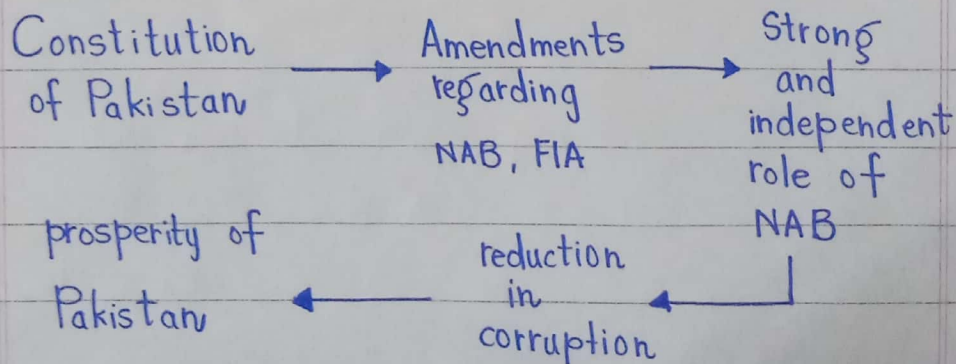 Constitution
of Pakistan
Amendments
regarding
NAB, FIA
Strong
and
independent
role of
NAB
reduction
in
corruption
prosperity of
Pakistan